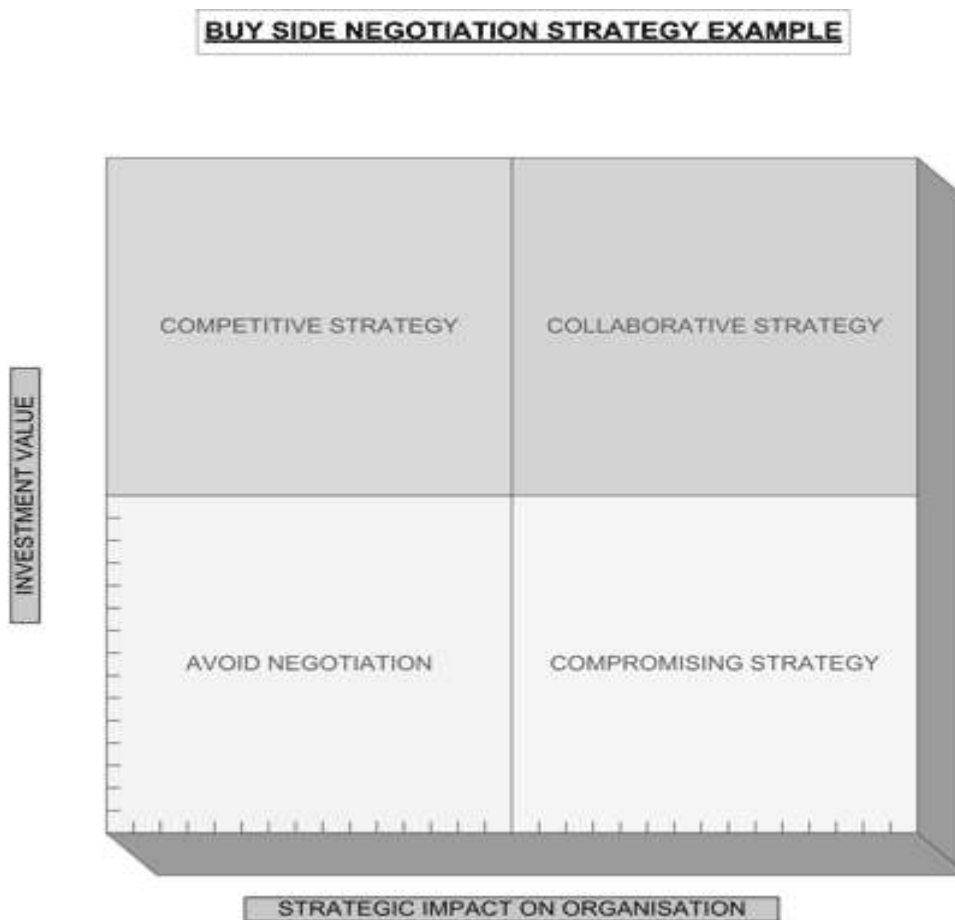 BUY SIDE NEGOTIATION STRATEGY EXAMPLE
COMPETITIVE STRATEGY
COLLABORATIVE STRATEGY
INVESTMENT VALUE
AVOID NEGOTIATION
COMPROMISING STRATEGY
STRATEGIC IMPACT ON ORGANISATION